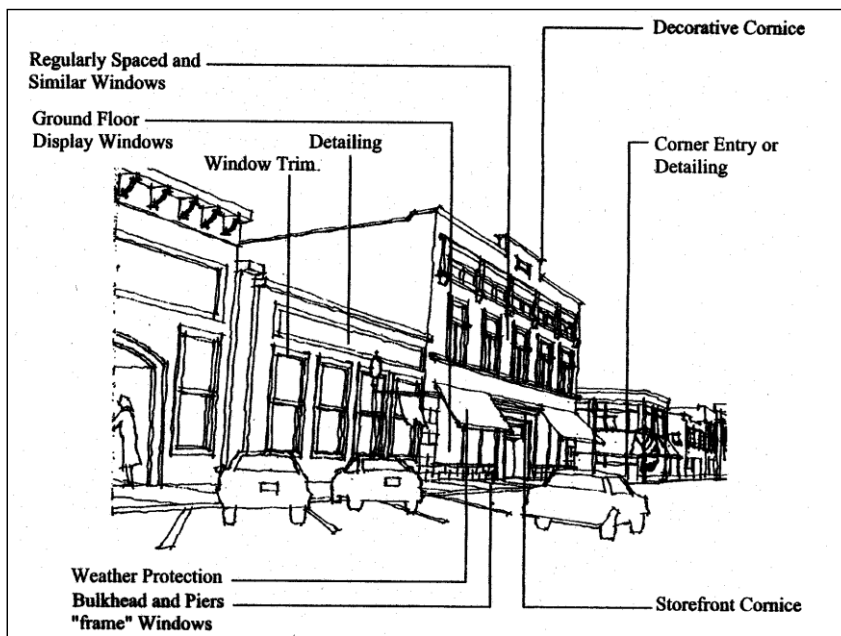 Decorative Cornice
Regularly Spaced and
Similar Windows
Ground Floor
Display Windows
Detailing
Window Trim.
Corner Entry or
Detailing
Weather Protection
Bulkhead and Piers
"frame" Windows
Storefront Cornice